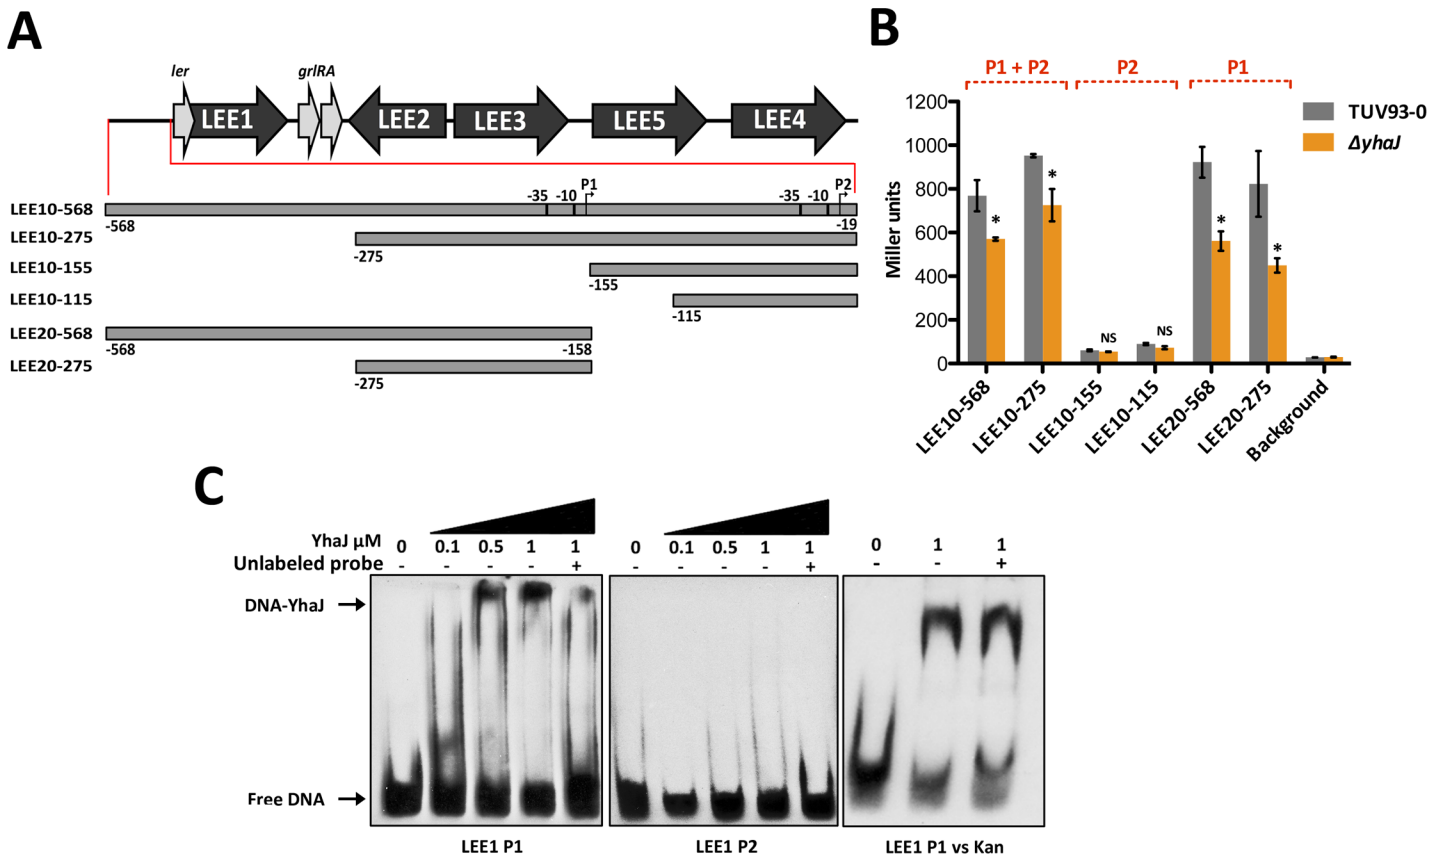 A
ler
grlRA
LEE1
LEE2
LEE3
LEE5
LEE4
-35
-10
P1
-35
-10
P2
LEE10-568
-568
-19
LEE10-275
-275
LEE10-155
-155
LEE10-115
-115
LEE20-568
-568
-158
LEE20-275
-275
B
P1 + P2
P2
P1
TUV93-0
ΔyhaJ
Miller units
1200
1000
800
600
400
200
0
*
*
NS
NS
*
*
LEE10-568
LEE10-275
LEE10-155
LEE10-115
LEE20-568
LEE20-275
Background
C
YhaJ μM 0 0.1 0.5 1 1 0 0.1 0.5 1 1 0 1 1
Unlabeled probe - - - - + - - - - + - - +
DNA-YhaJ
Free DNA
LEE1 P1
LEE1 P2
LEE1 P1 vs Kan